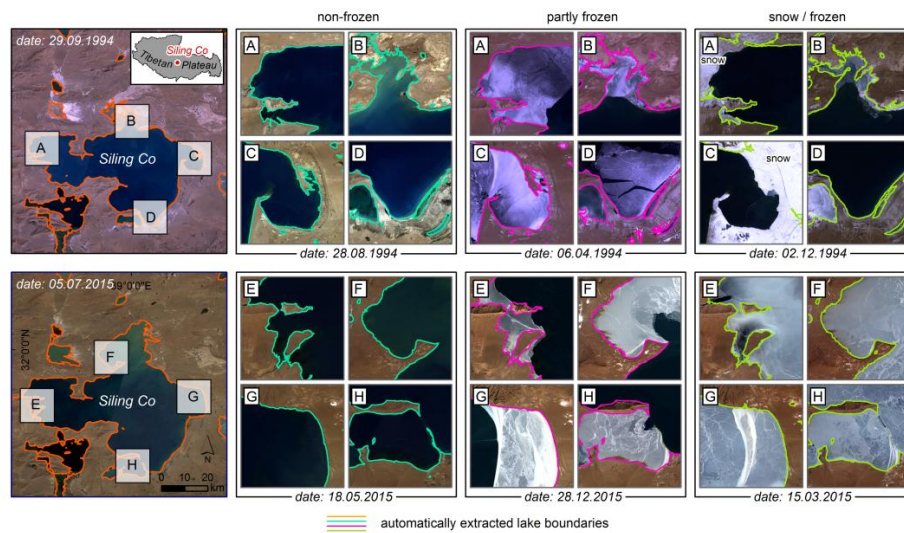 non-frozen
partly frozen
snow / frozen
date: 29.09.1994
Siling Co
Tibetan Plateau
A
B
C
D
Siling Co
A
B
C
D
date: 28.08.1994
A
B
C
D
date: 06.04.1994
A
snow
B
C
snow
D
date: 02.12.1994
date: 05.07.2015
89°0'0"E
32°0'0"N
E
F
G
H
Siling Co
N
0 10 20
km
E
F
G
H
date: 18.05.2015
E
F
G
H
date: 28.12.2015
E
F
G
H
date: 15.03.2015
automatically extracted lake boundaries